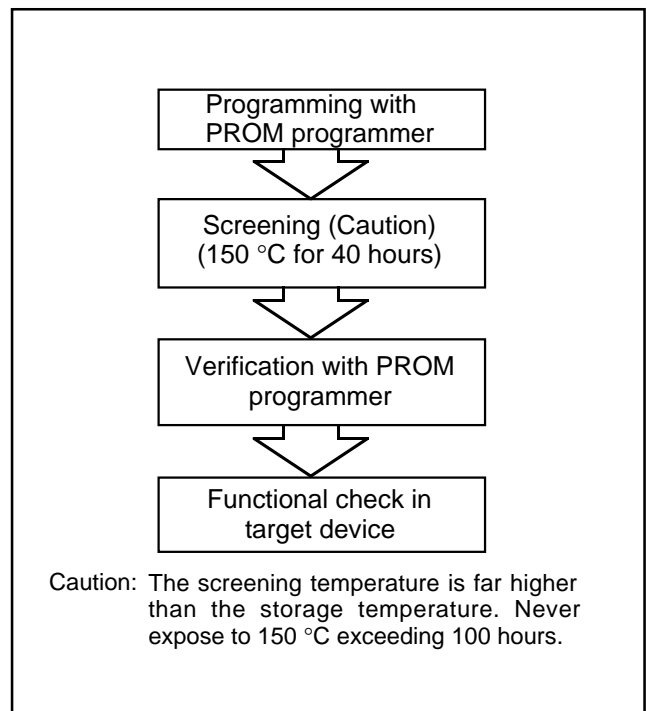 Programming with
PROM programmer
Screening (Caution)
(150 °C for 40 hours)
Verification with PROM
programmer
Functional check in
target device
Caution: The screening temperature is far higher
than the storage temperature. Never
expose to 150 °C exceeding 100 hours.